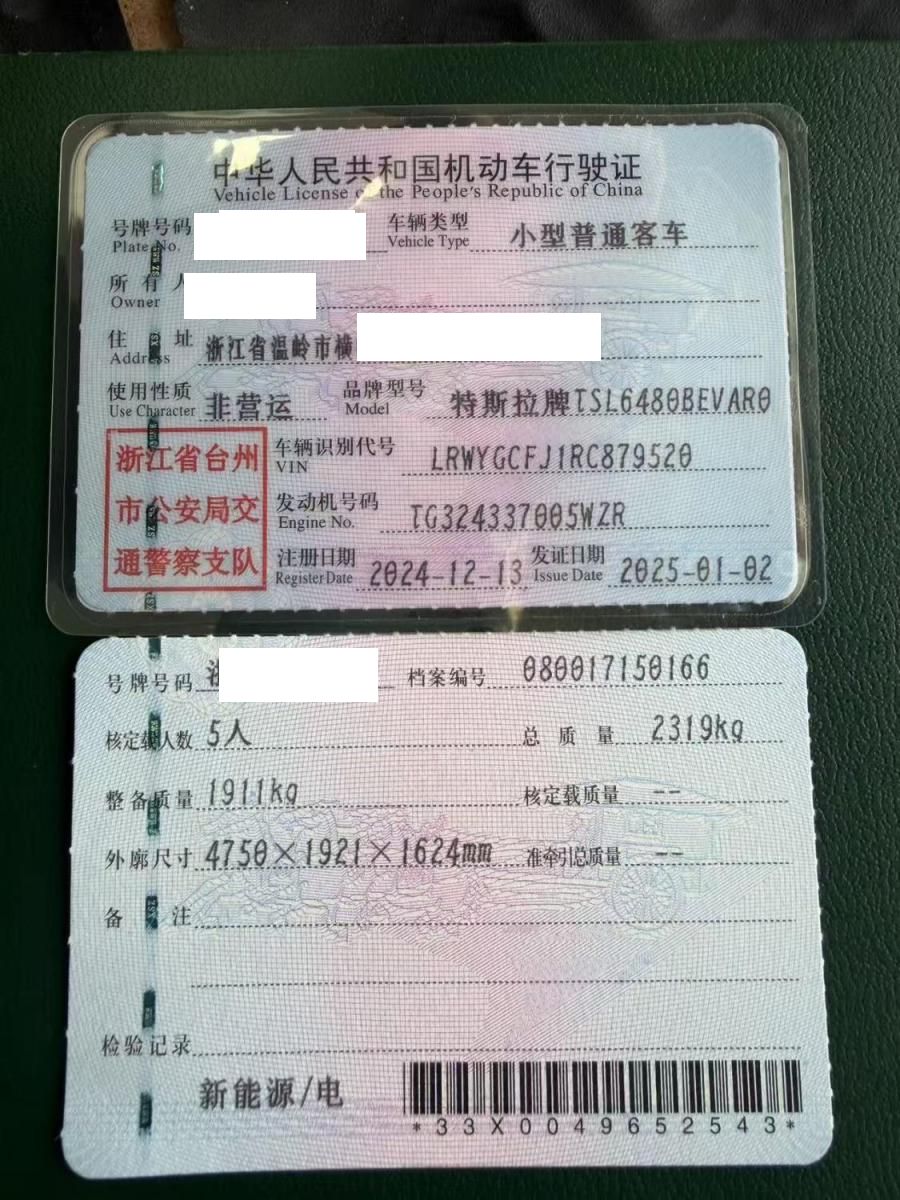 中华人民共和国机动车行驶证
Vehicle License of the People's Republic of China
号牌号码 车辆类型 小型普通客车
Plate No. Vehicle Type
所有人
Owner
住址 浙江省温岭市横
Address
使用性质 非营运 品牌型号 特斯拉牌TSL6480BEVAR0
Use Character Model
浙江省台州
市公安局交
通警察支队
车辆识别代号 LRWYGCFJ1RC879520
VIN
发动机号码 TG324337005WZR
Engine No.
注册日期 2024-12-13 发证日期 2025-01-02
Register Date Issue Date
号牌号码 档案编号 080017150166
核定载人数 5人 总质量 2319kg
整备质量 1911kg 核定载质量 --
外廓尺寸 4750×1921×1624mm 准牵引总质量 --
备注
检验记录
新能源/电
*33X0049652543*